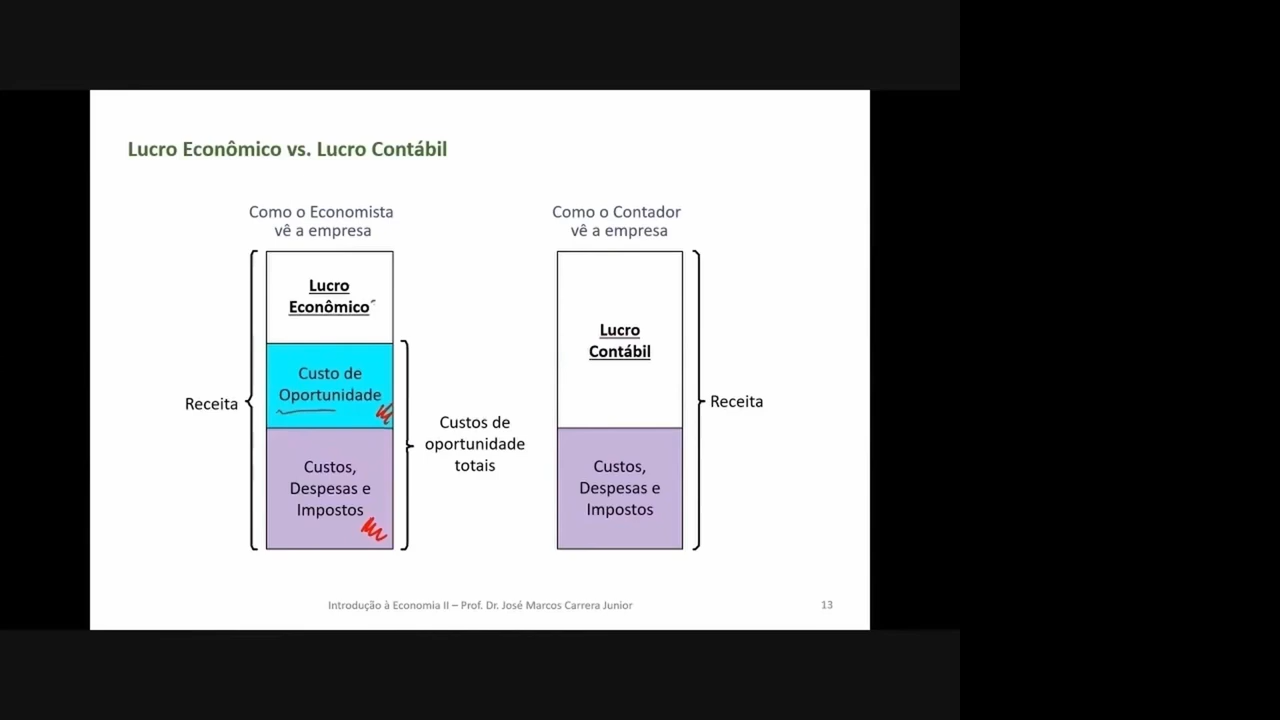 Lucro Econômico vs. Lucro Contábil
Como o Economista
vê a empresa
Lucro
Econômico
Custo de
Oportunidade
Custos,
Despesas e
Impostos
Receita
Custos de
oportunidade
totais
Como o Contador
vê a empresa
Lucro
Contábil
Custos,
Despesas e
Impostos
Receita
Introdução à Economia II – Prof. Dr. José Marcos Carrera Junior
13